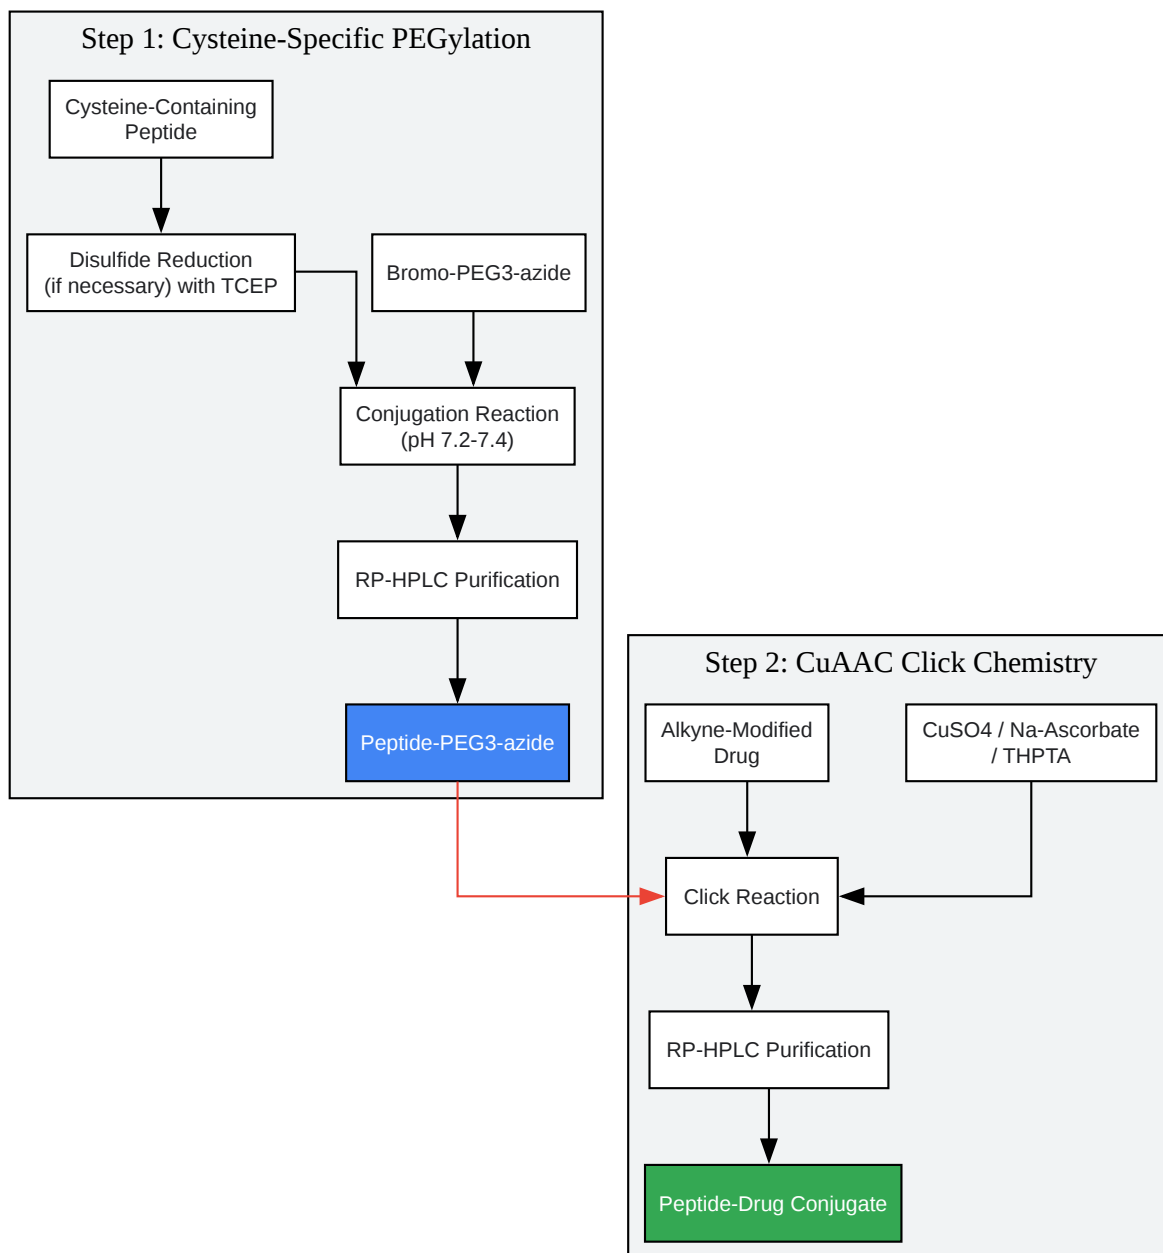 Step 1: Cysteine-Specific PEGylation
Cysteine-Containing
Peptide
Disulfide Reduction
(if necessary) with TCEP
Bromo-PEG3-azide
Conjugation Reaction
(pH 7.2-7.4)
RP-HPLC Purification
Peptide-PEG3-azide
Step 2: CuAAC Click Chemistry
Alkyne-Modified
Drug
CuSO4 / Na-Ascorbate
/ THPTA
Click Reaction
RP-HPLC Purification
Peptide-Drug Conjugate